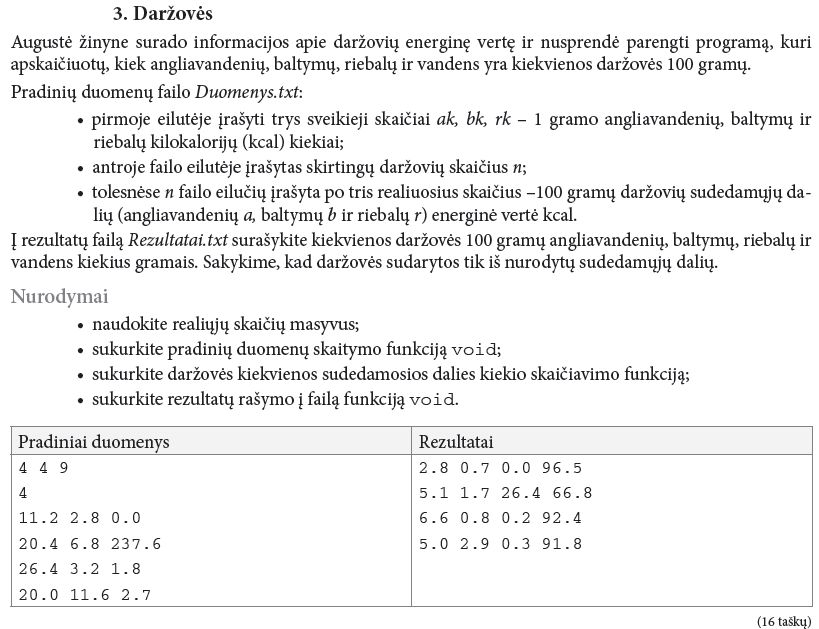 3. Daržovės
Augustė žinyne surado informacijos apie daržovių energinę vertę ir nusprendė parengti programą, kuri
apskaičiuotų, kiek angliavandenių, baltymų, riebalų ir vandens yra kiekvienos daržovės 100 gramų.
Pradinių duomenų failo Duomenys.txt:
• pirmoje eilutėje įrašyti trys sveikieji skaičiai ak, bk, rk – 1 gramo angliavandenių, baltymų ir
riebalų kilokalorijų (kcal) kiekiai;
• antroje failo eilutėje įrašytas skirtingų daržovių skaičius n;
• tolesnėse n failo eilučių įrašyta po tris realiuosius skaičius –100 gramų daržovių sudedamųjų da-
lių (angliavandenių a, baltymų b ir riebalų r) energinė vertė kcal.
Į rezultatų failą Rezultatai.txt surašykite kiekvienos daržovės 100 gramų angliavandenių, baltymų, riebalų ir
vandens kiekius gramais. Sakykime, kad daržovės sudarytos tik iš nurodytų sudedamųjų dalių.
Nurodymai
• naudokite realiųjų skaičių masyvus;
• sukurkite pradinių duomenų skaitymo funkciją void;
• sukurkite daržovės kiekvienos sudedamosios dalies kiekio skaičiavimo funkciją;
• sukurkite rezultatų rašymo į failą funkciją void.
Pradiniai duomenys
4 4 9
4
11.2 2.8 0.0
20.4 6.8 237.6
26.4 3.2 1.8
20.0 11.6 2.7
Rezultatai
2.8 0.7 0.0 96.5
5.1 1.7 26.4 66.8
6.6 0.8 0.2 92.4
5.0 2.9 0.3 91.8
(16 taškų)